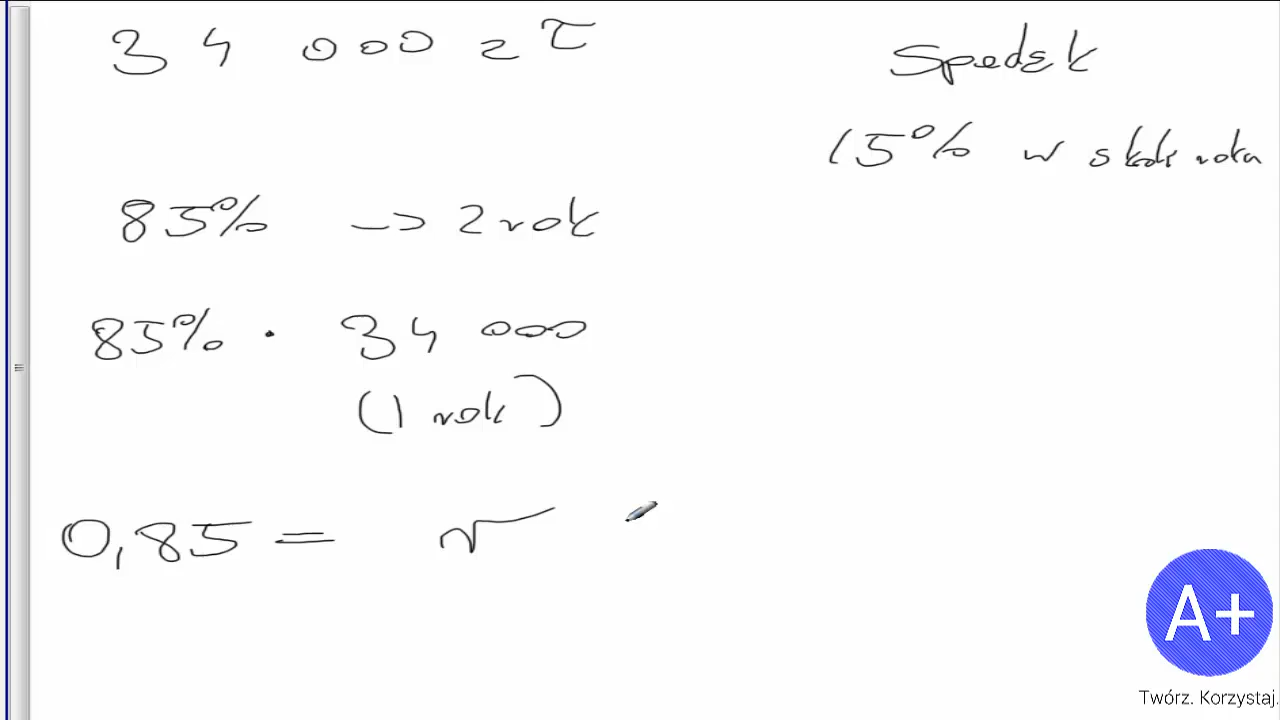 34 000 zł
Spadek
15% w skali roku
85% -> 2 rok
85% · 34 000
(1 rok)
0,85 =
A+
Twórz. Korzystaj.